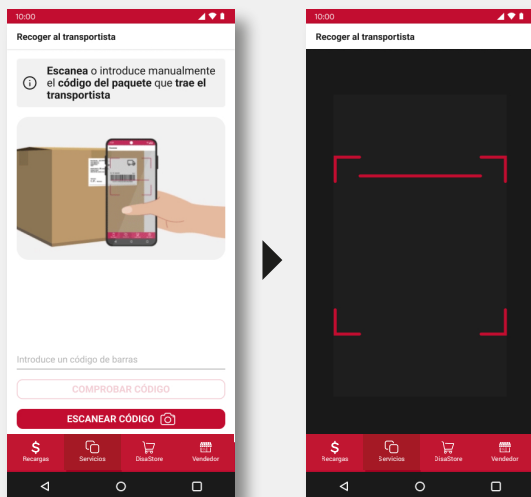 10:00
Recoger al transportista
Escanea o introduce manualmente
el código del paquete que trae el
transportista
Introduce un código de barras
COMPROBAR CÓDIGO
ESCANEAR CÓDIGO
Recargas
Servicios
DisaStore
Vendedor
10:00
Recoger al transportista
Recargas
Servicios
DisaStore
Vendedor